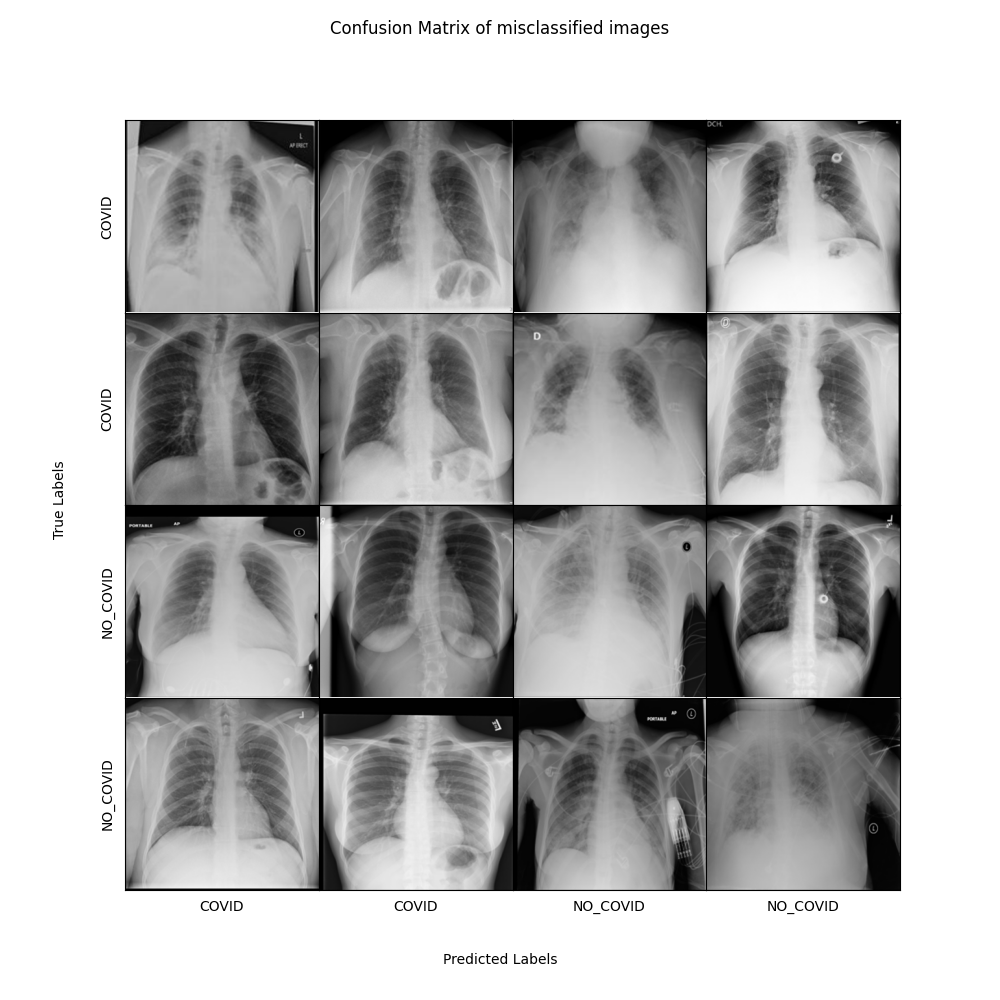 Confusion Matrix of misclassified images
True Labels
COVID
COVID
NO_COVID
NO_COVID
L
AP ERECT
DCH.
D
PORTABLE AP L
PORTABLE AP L
L
COVID COVID NO_COVID NO_COVID
Predicted Labels